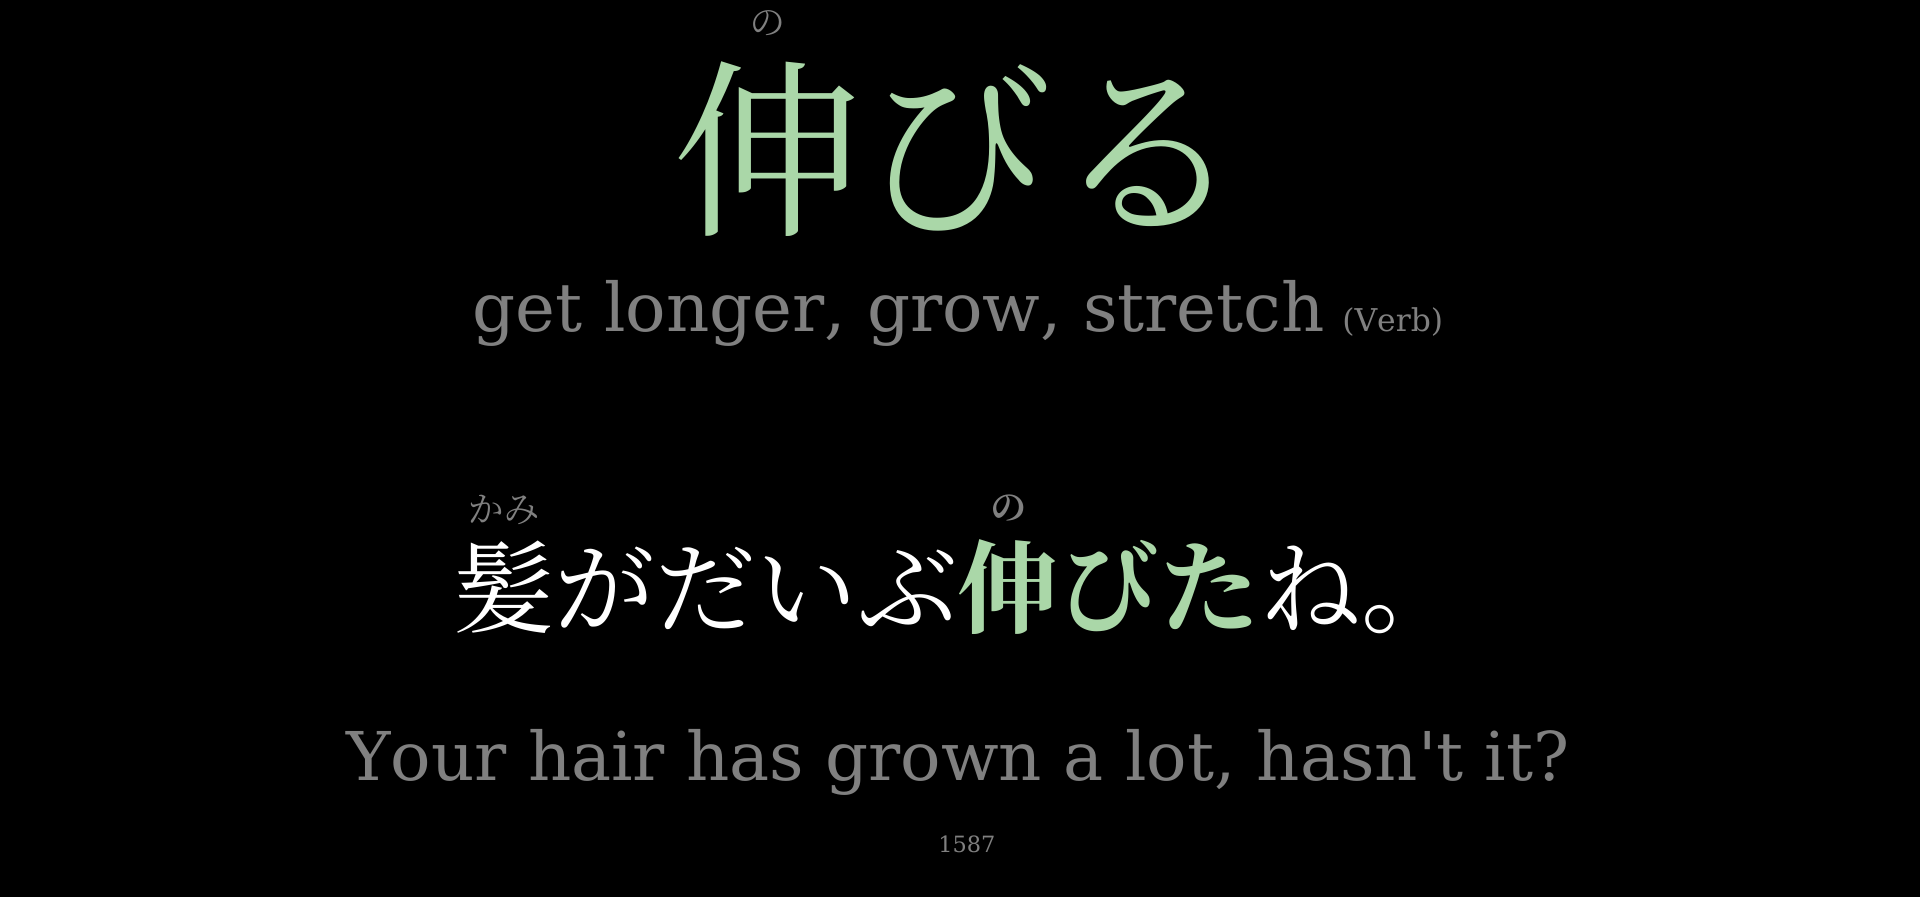 の
伸びる
get longer, grow, stretch (Verb)
かみ の
髪がだいぶ伸びたね。
Your hair has grown a lot, hasn't it?
1587